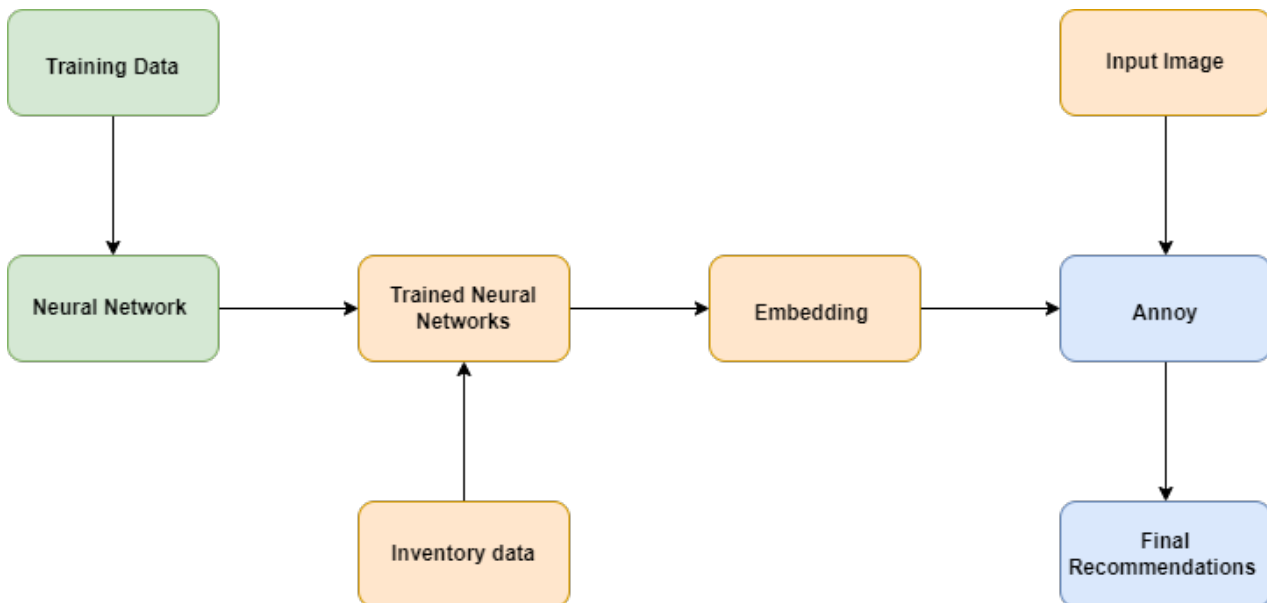 Training Data
Input Image
Neural Network
Trained Neural
Networks
Embedding
Annoy
Inventory data
Final
Recommendations